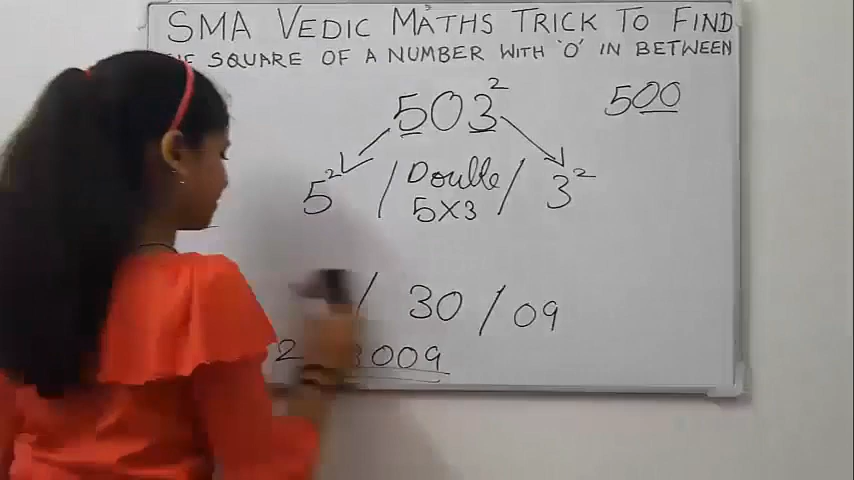 SMA VEDIC MATHS TRICK TO FIND
SQUARE OF A NUMBER WITH 'O' IN BETWEEN
503² 500
5² / Double / 3²
5X3
/ 30 / 09
2 3009